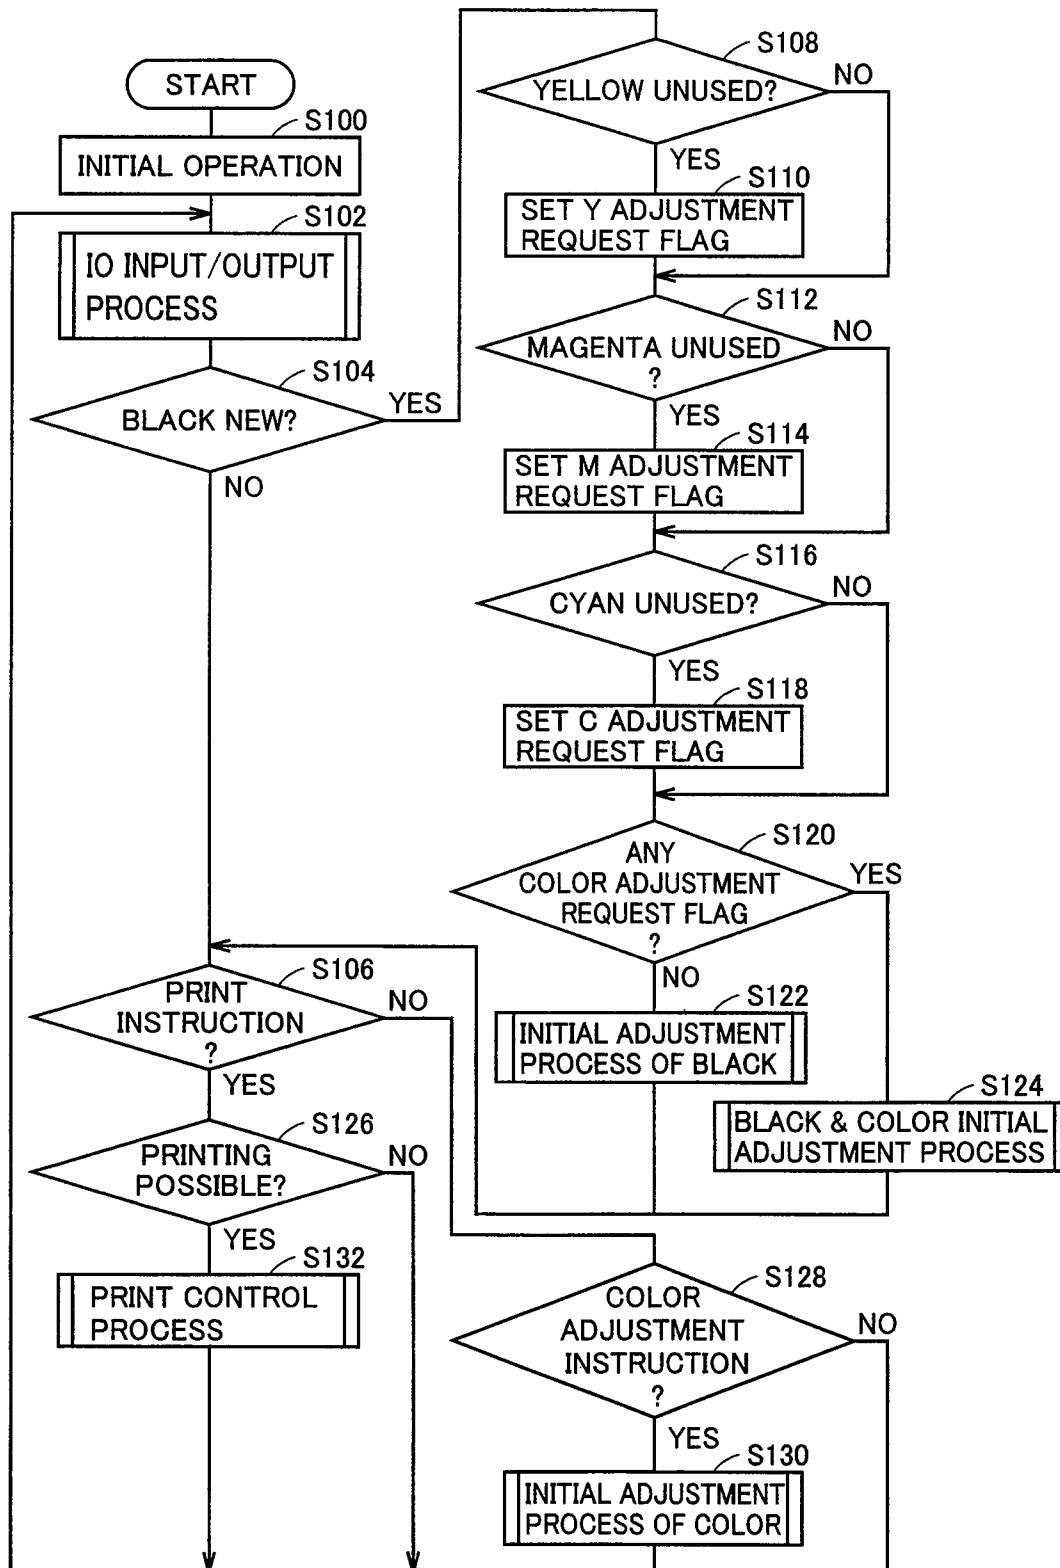 START
S100
INITIAL OPERATION
S102
IO INPUT/OUTPUT
PROCESS
S104
BLACK NEW?
YES
NO
S108
YELLOW UNUSED?
NO
YES
S110
SET Y ADJUSTMENT
REQUEST FLAG
S112
MAGENTA UNUSED
?
NO
YES
S114
SET M ADJUSTMENT
REQUEST FLAG
S116
CYAN UNUSED?
NO
YES
S118
SET C ADJUSTMENT
REQUEST FLAG
S120
ANY
COLOR ADJUSTMENT
REQUEST FLAG
?
YES
NO
S122
INITIAL ADJUSTMENT
PROCESS OF BLACK
S124
BLACK & COLOR INITIAL
ADJUSTMENT PROCESS
S106
PRINT
INSTRUCTION
?
NO
YES
S126
PRINTING
POSSIBLE?
NO
YES
S132
PRINT CONTROL
PROCESS
S128
COLOR
ADJUSTMENT
INSTRUCTION
?
NO
YES
S130
INITIAL ADJUSTMENT
PROCESS OF COLOR